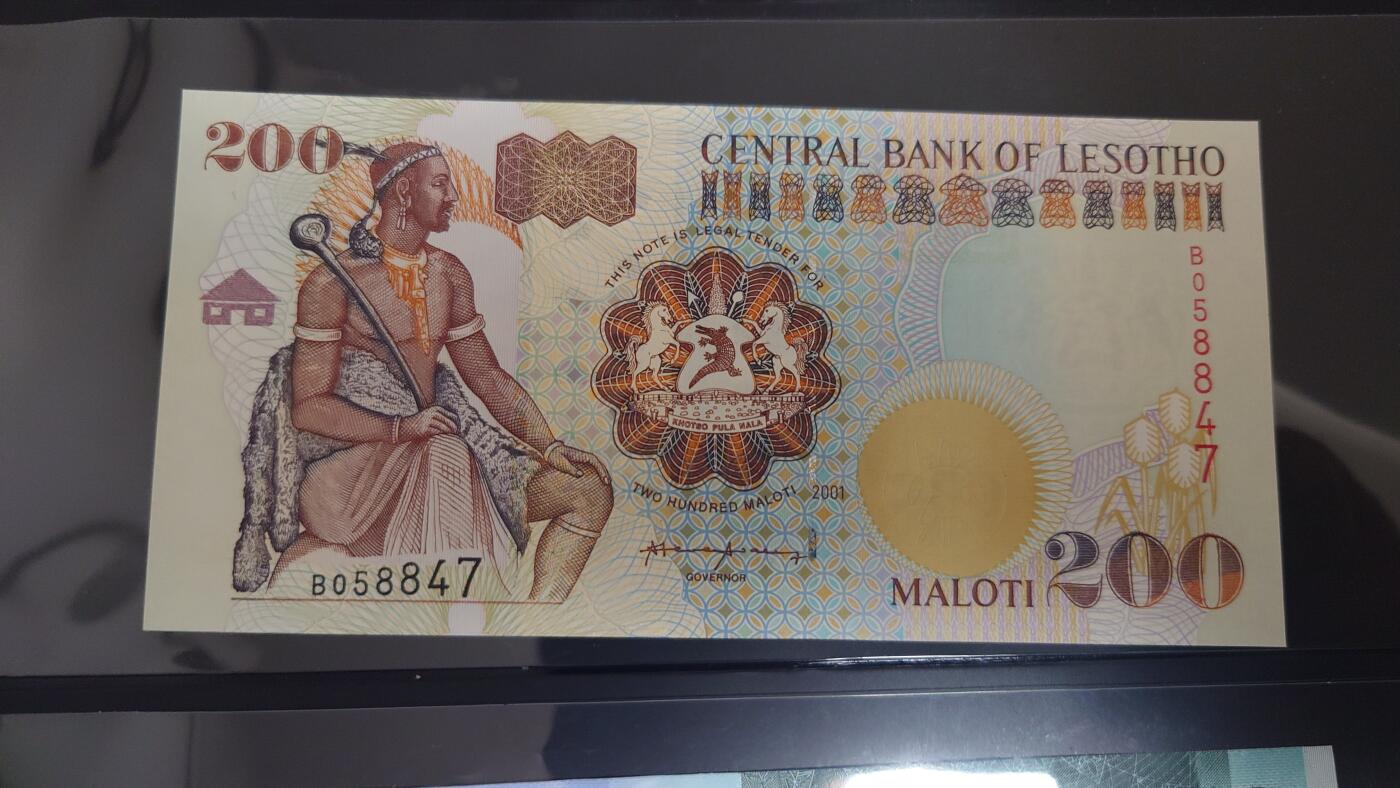 200
CENTRAL BANK OF LESOTHO
THIS NOTE IS LEGAL TENDER FOR
B058847
KHOTSO PULA NALA
TWO HUNDRED MALOTI
2001
GOVERNOR
B058847
MALOTI 200